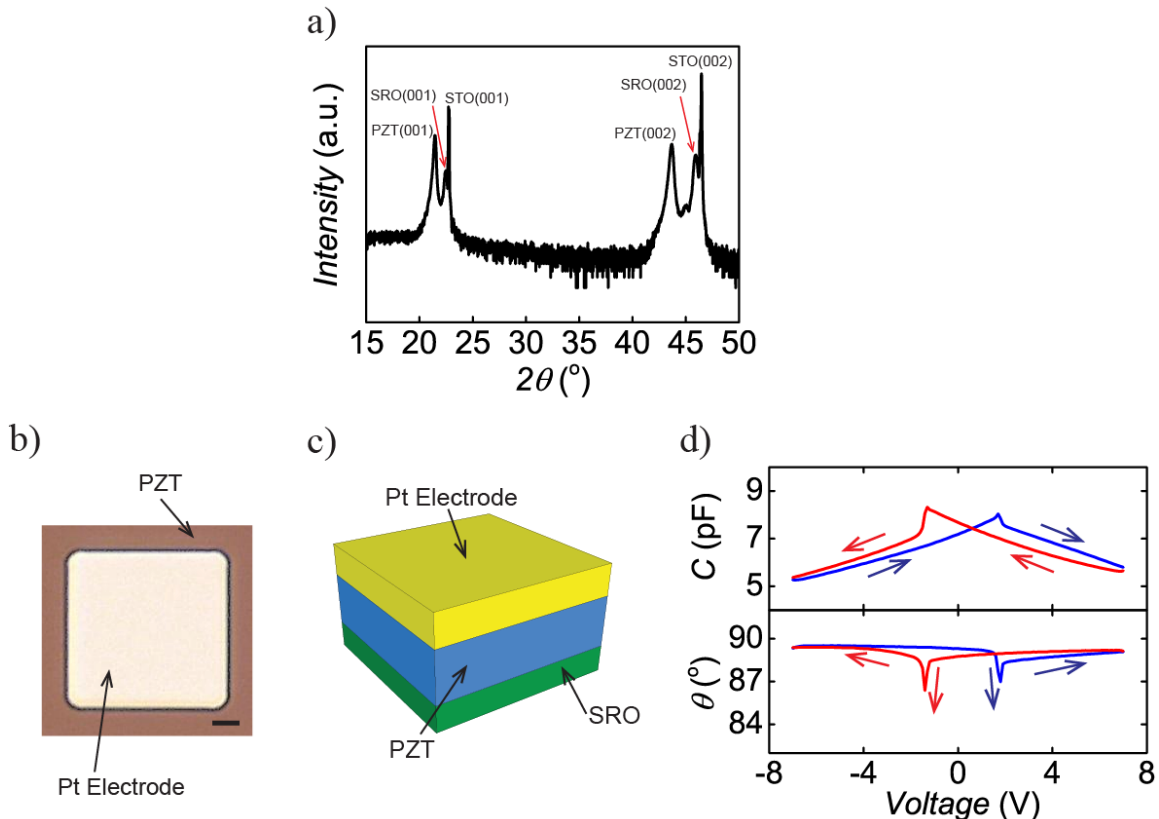 a)
STO(002)
SRO(002)
SRO(001)
STO(001)
PZT(001)
PZT(002)
Intensity (a.u.)
15 20 25 30 35 40 45 50
2θ (°)
b)
PZT
Pt Electrode
c)
Pt Electrode
PZT
SRO
d)
9
7
5
C (pF)
90
87
84
θ (°)
-8 -4 0 4 8
Voltage (V)